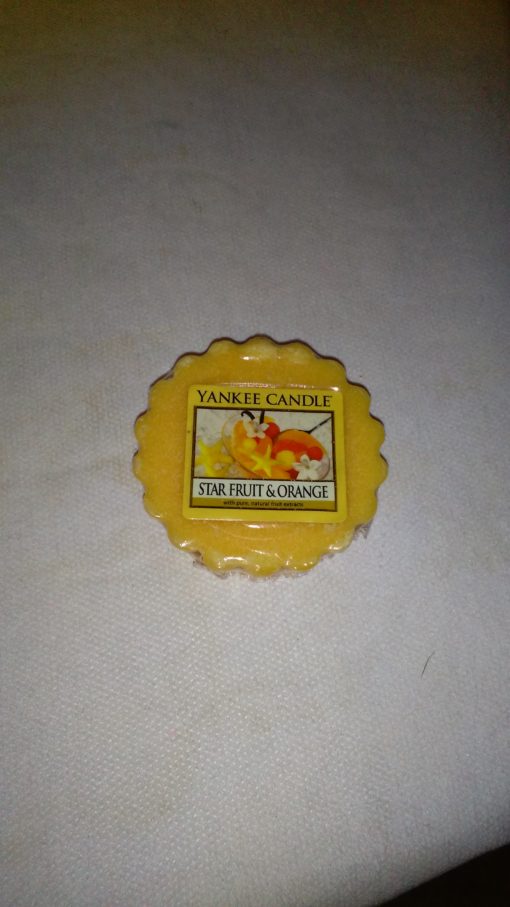 YANKEE CANDLE®
STAR FRUIT & ORANGE
with pure, natural fruit extracts